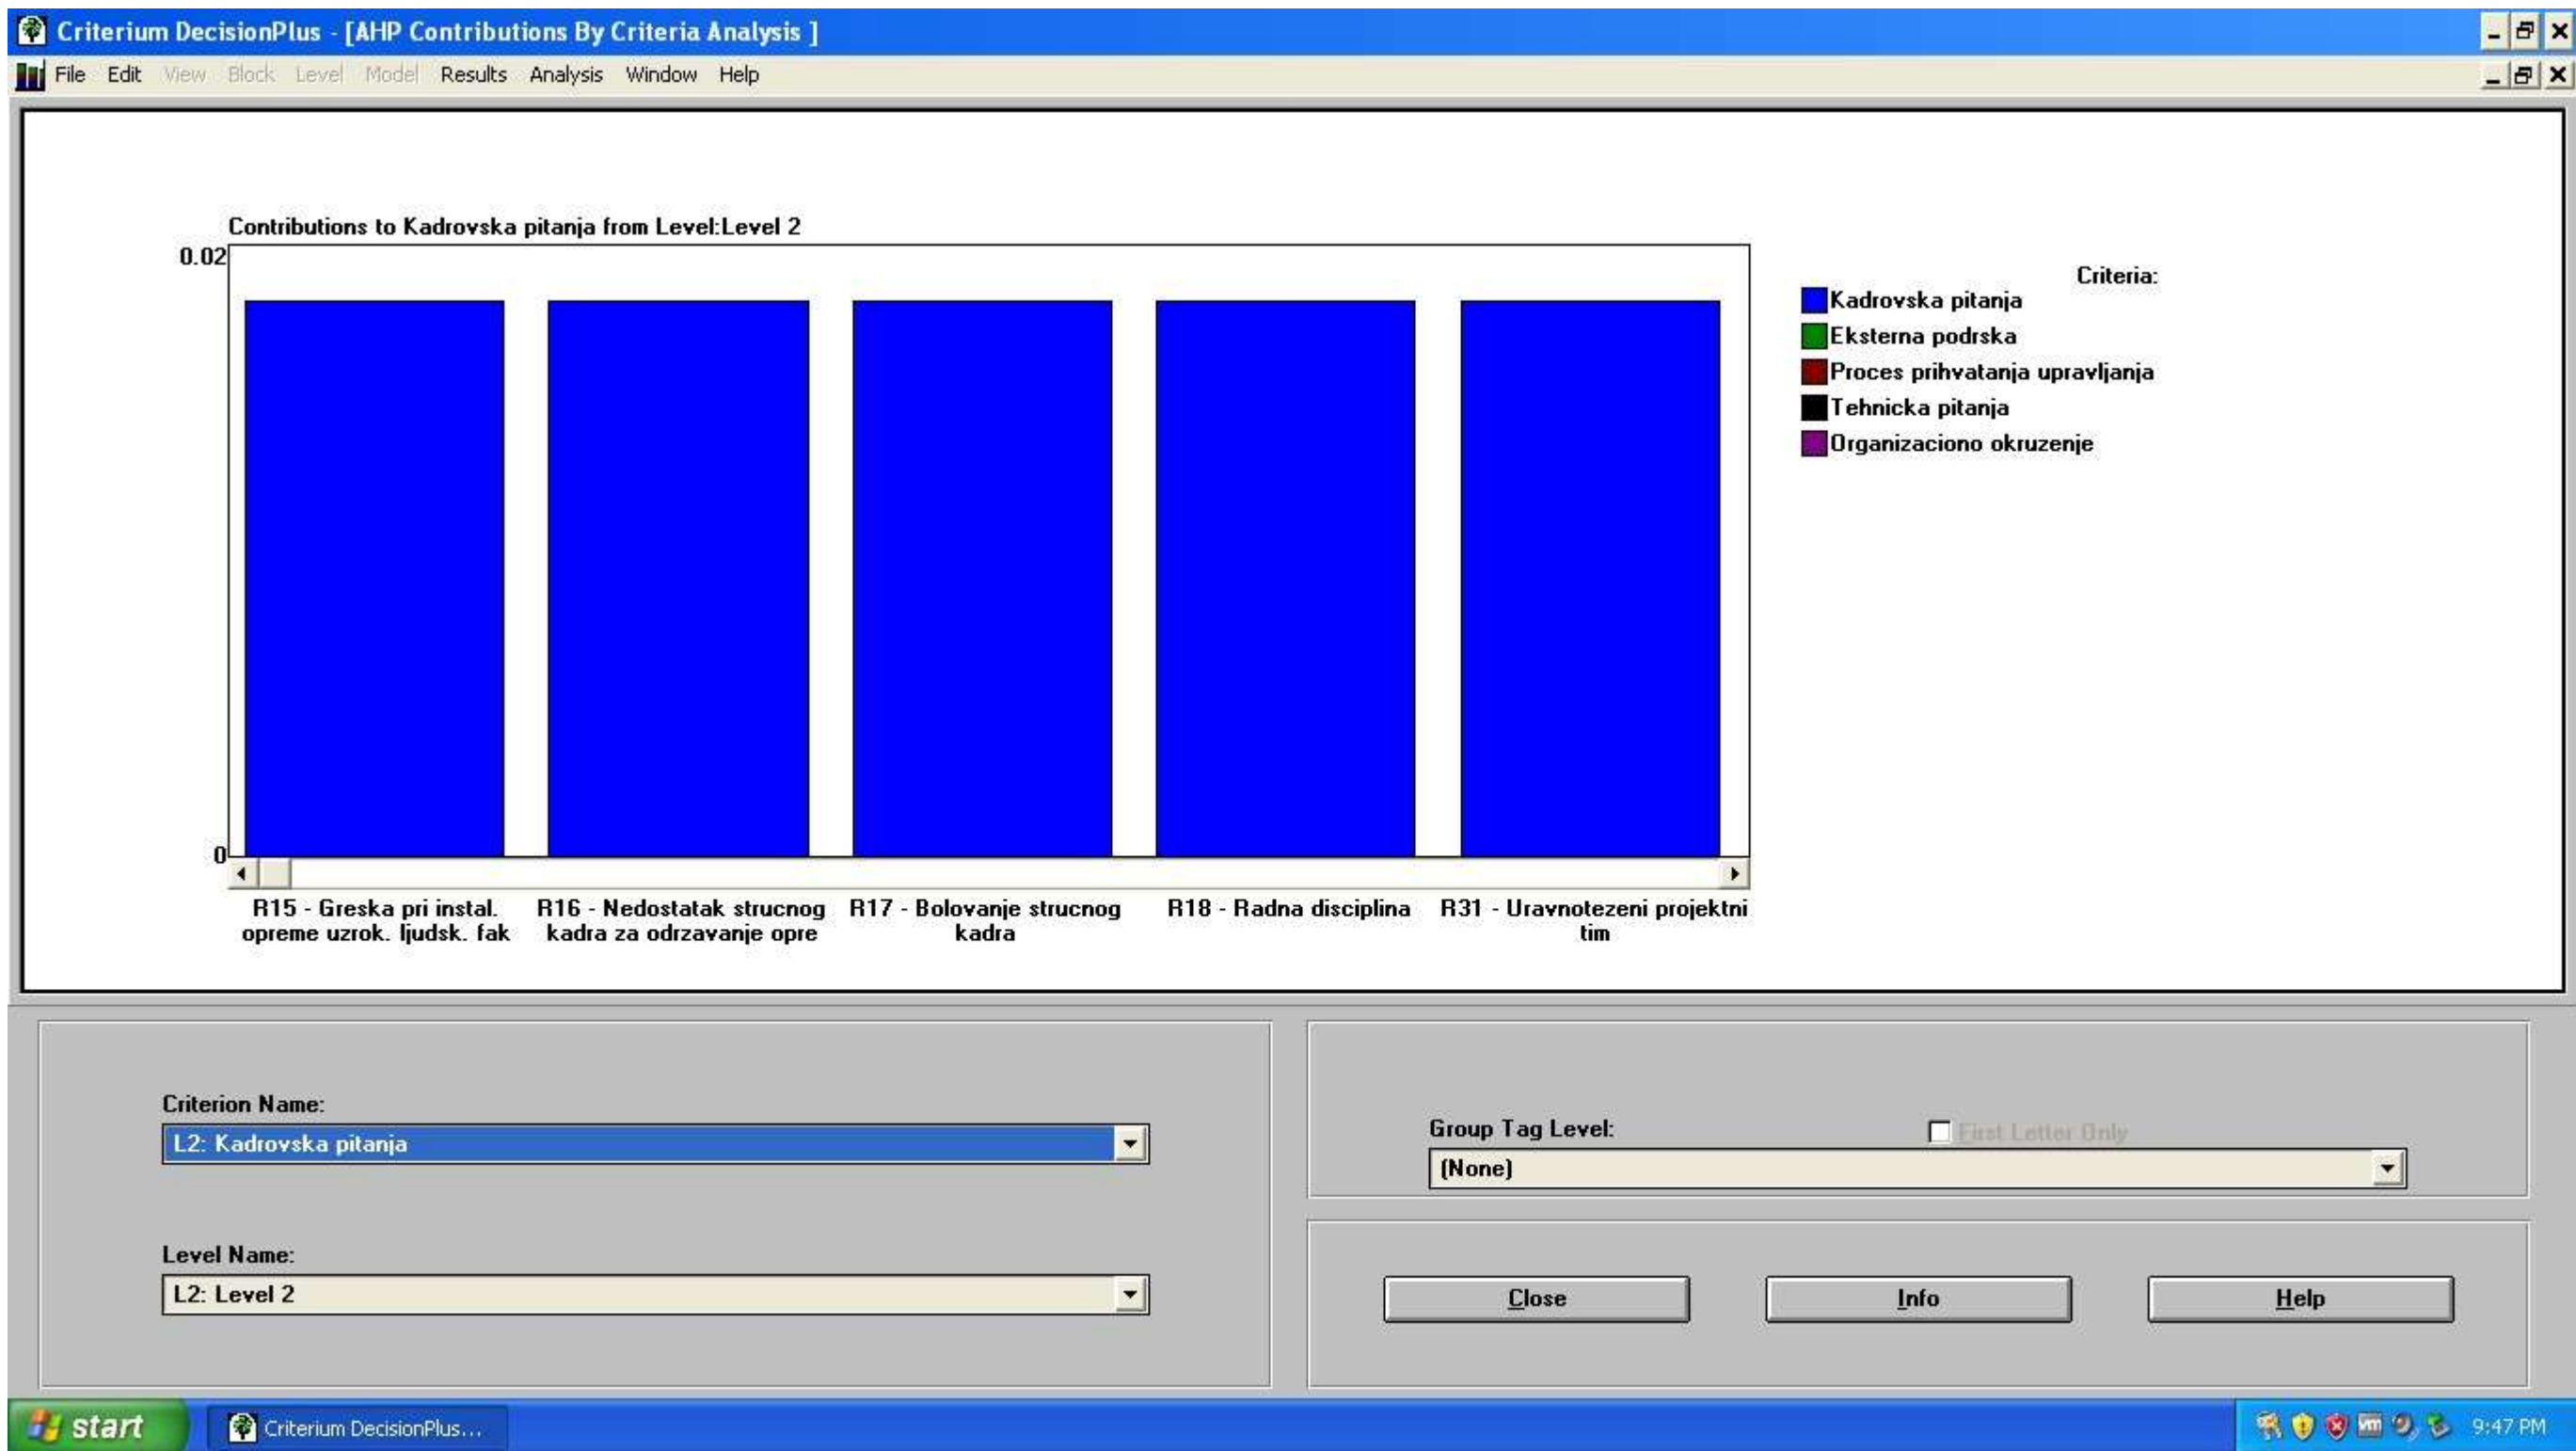 Criterium DecisionPlus - [AHP Contributions By Criteria Analysis ]
File Edit View Block Level Model Results Analysis Window Help
Contributions to Kadrovska pitanja from Level:Level 2
0.02
0
Criteria:
Kadrovska pitanja
Eksterna podrska
Proces prihvatanja upravljanja
Tehnicka pitanja
Organizaciono okruzenje
R15 - Greska pri instal.
opreme uzrok. ljudsk. fak
R16 - Nedostatak strucnog
kadra za odrzavanje opre
R17 - Bolovanje strucnog
kadra
R18 - Radna disciplina
R31 - Uravnotezeni projektni
tim
Criterion Name:
L2: Kadrovska pitanja
Level Name:
L2: Level 2
Group Tag Level:
First Letter Only
(None)
Close
Info
Help
start
Criterium DecisionPlus...
vm
9:47 PM